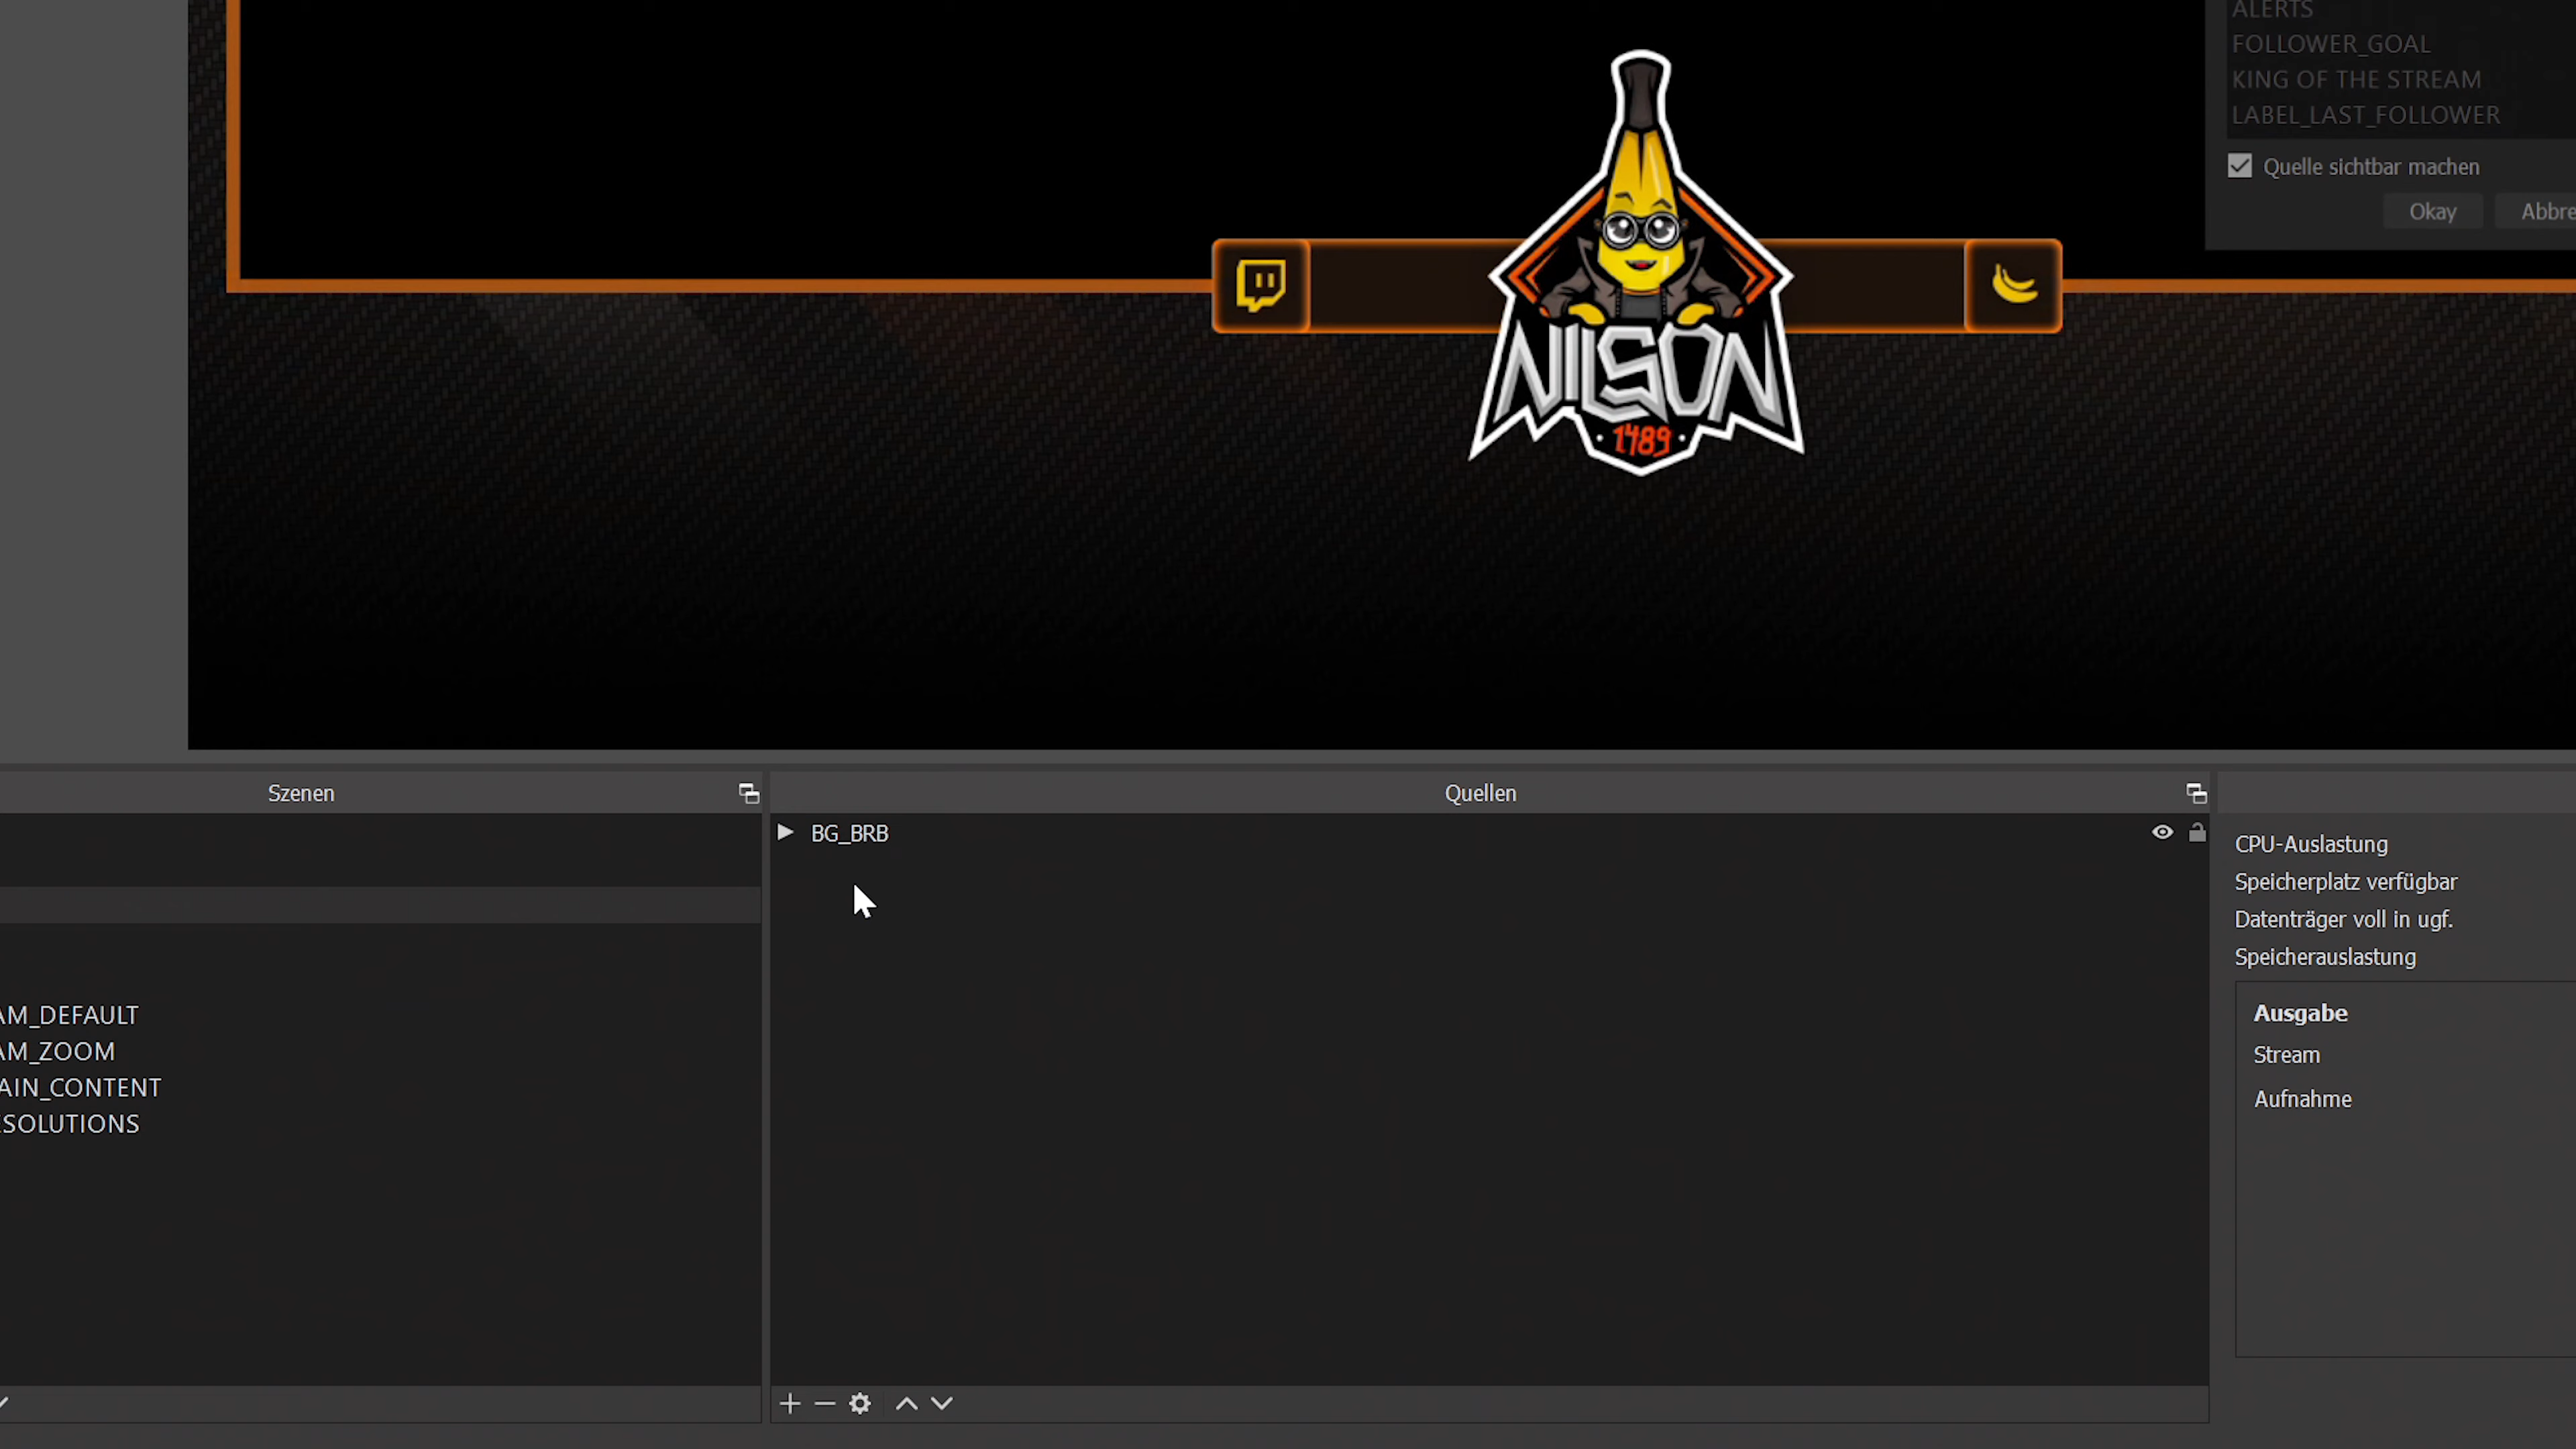 ALERTS
FOLLOWER_GOAL
KING OF THE STREAM
LABEL_LAST_FOLLOWER
Quelle sichtbar machen
Okay
Abbre
NILSON
1489
Szenen
AM_DEFAULT
AM_ZOOM
AIN_CONTENT
SOLUTIONS
Quellen
BG_BRB
CPU-Auslastung
Speicherplatz verfügbar
Datenträger voll in ugf.
Speicherauslastung
Ausgabe
Stream
Aufnahme